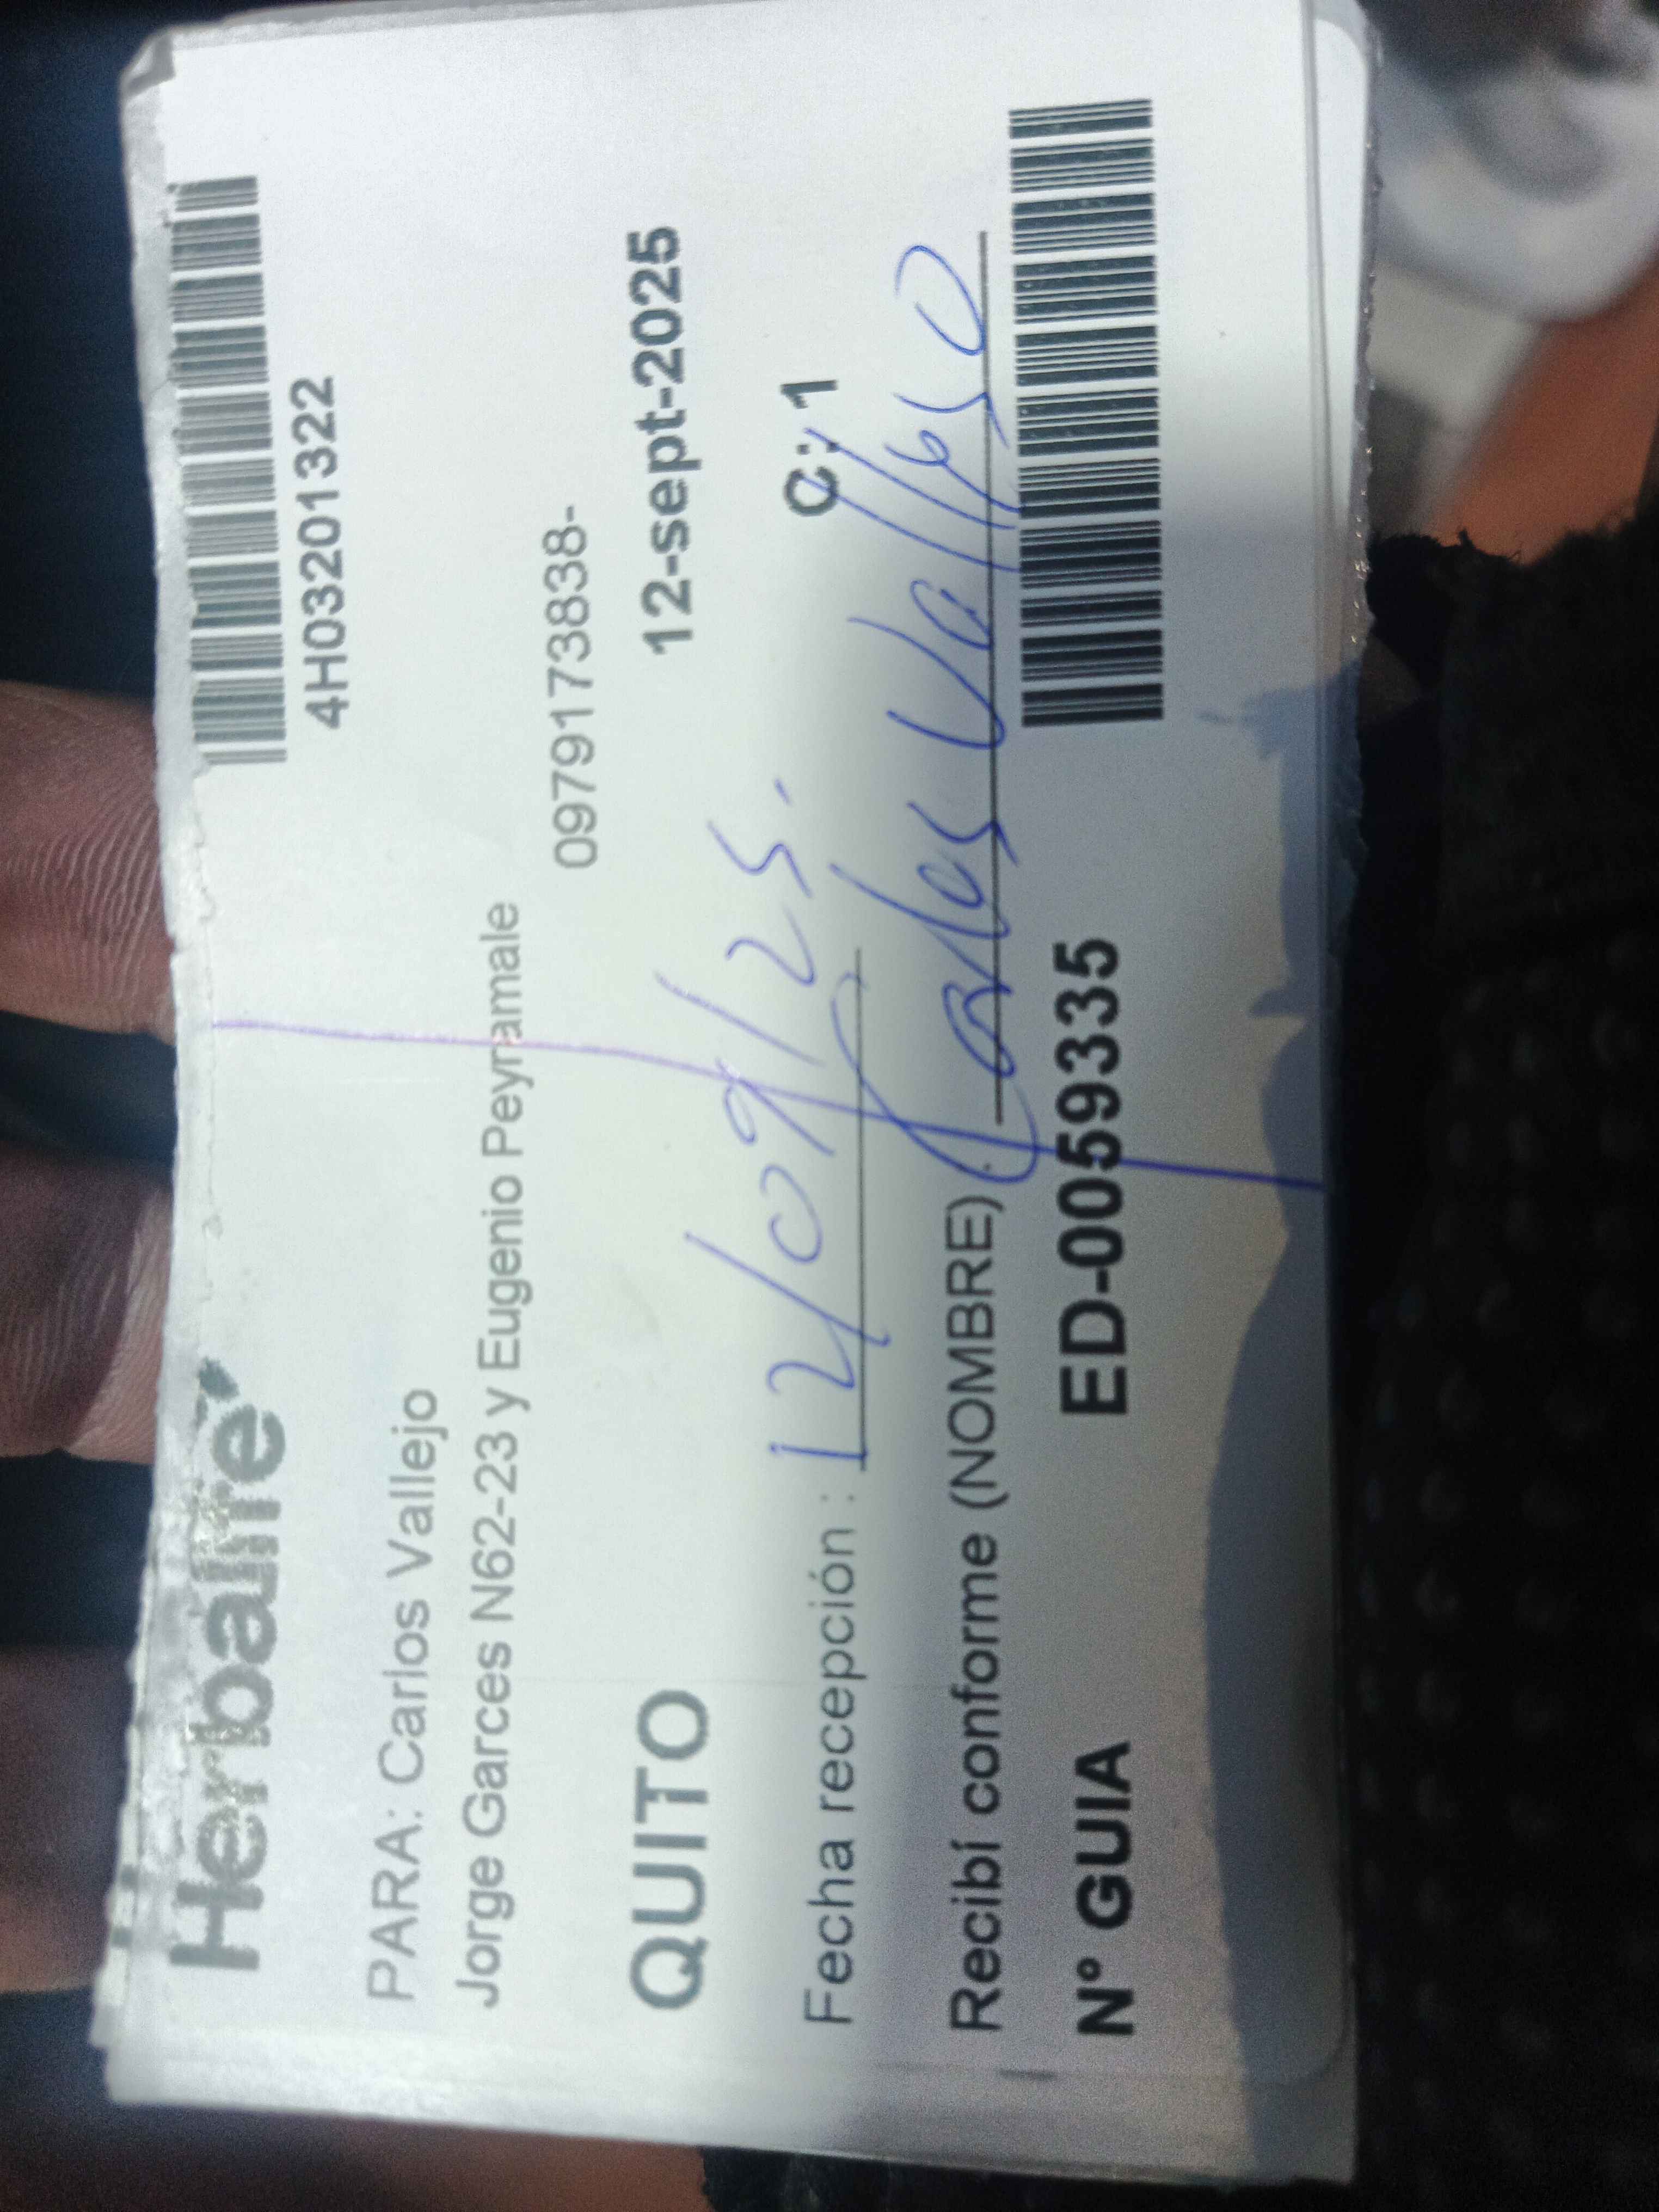 Herbalife
4H03201322
PARA: Carlos Vallejo
Jorge Garces N62-23 y Eugenio Peyramale
0979173838-
QUITO 12-sept-2025
Fecha recepción : 12/09/25. C: 1
Recibí conforme (NOMBRE) Carlos Vallejo
Nº GUIA ED-0059335